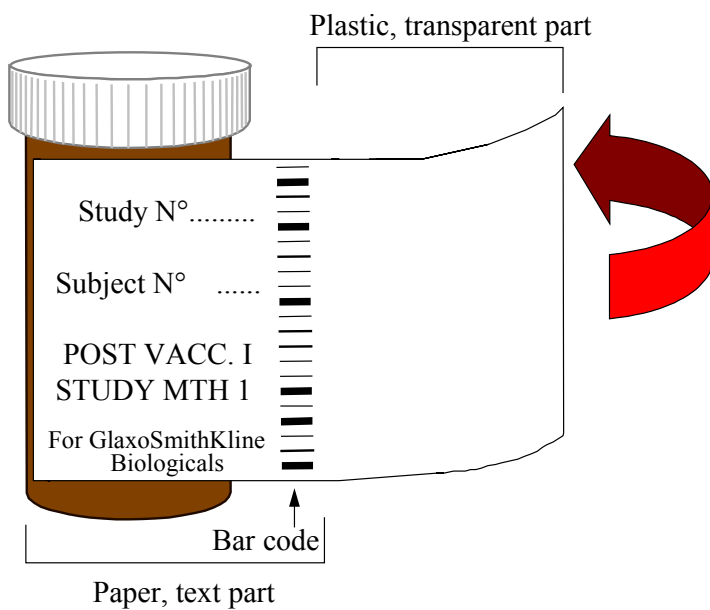 Plastic, transparent part
Study N°.........
Subject N° ......
POST VACC. I
STUDY MTH 1
For GlaxoSmithKline
Biologicals
Bar code
Paper, text part